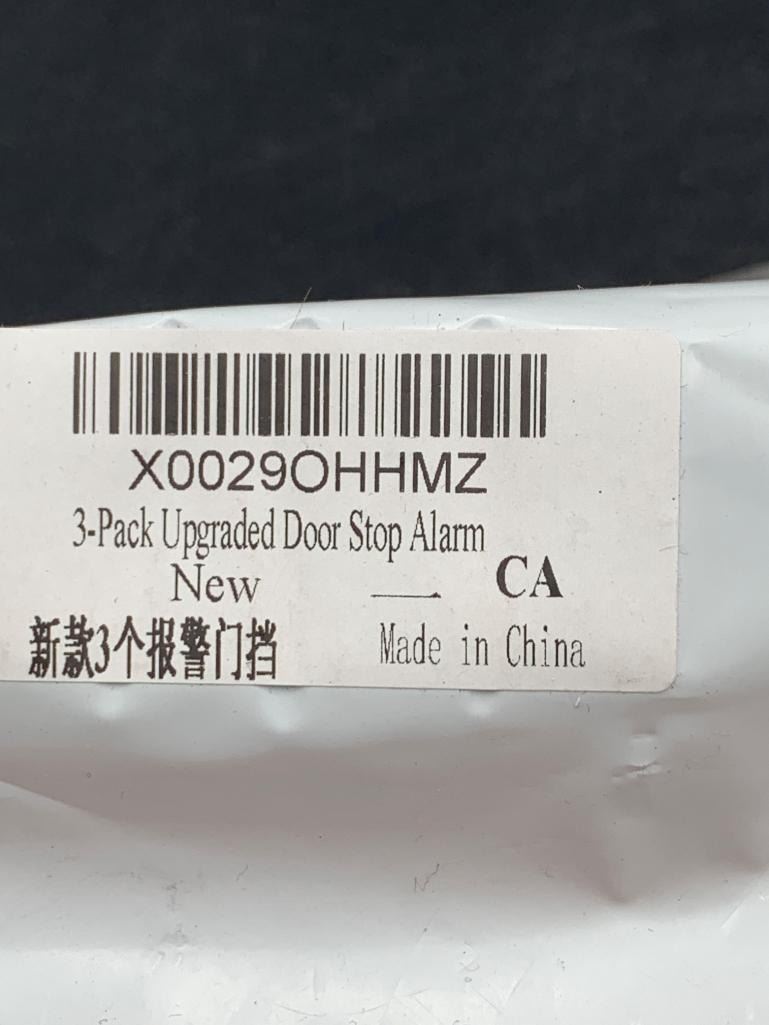 X0029OHHMZ
3-Pack Upgraded Door Stop Alarm
New — CA
新款3个报警门挡 Made in China